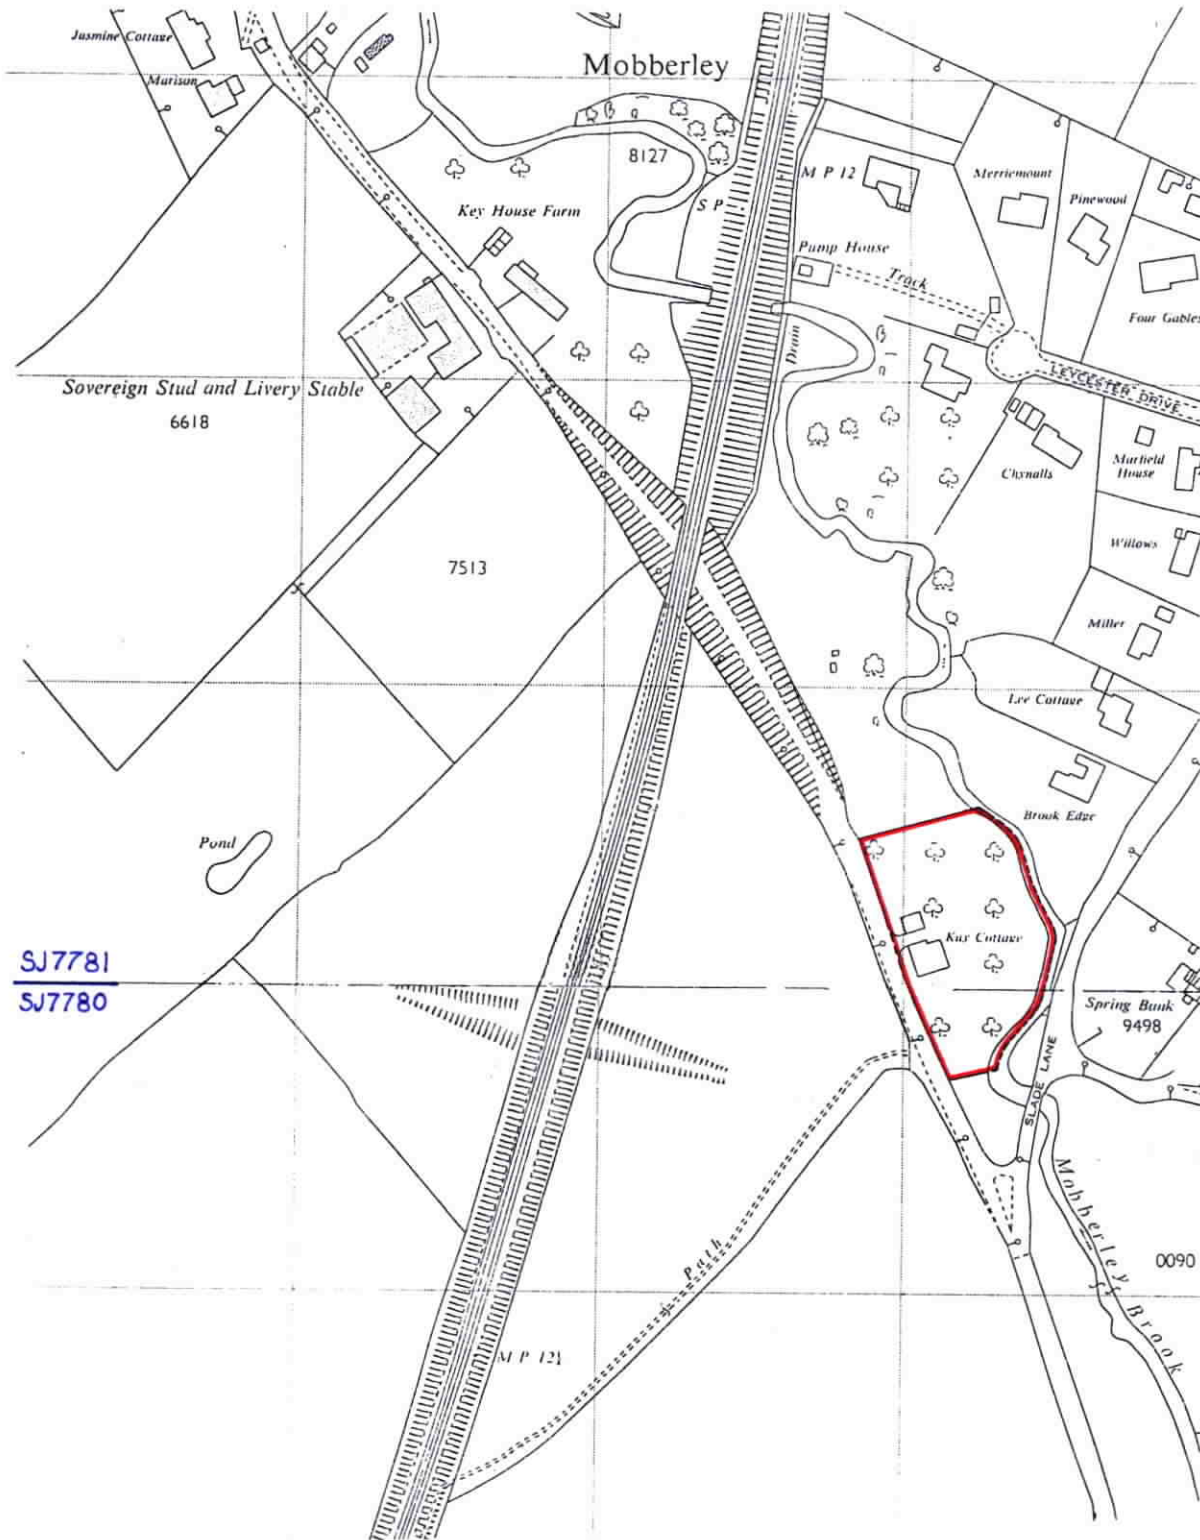 Jasmine Cottage
Marison
Mobberley
8127
M P 12
Merriemount
Pinewood
Key House Farm
S P
Pump House
Track
Four Gables
Drain
LEYCESTER DRIVE
Sovereign Stud and Livery Stable
6618
Chynalls
Marfield
House
Willows
7513
Miller
Lee Cottage
Brook Edge
Pond
SJ7781
SJ7780
Cottage
Spring Bank
9498
SLADE LANE
Mobberley Brook
Path
0090
M P 12¼